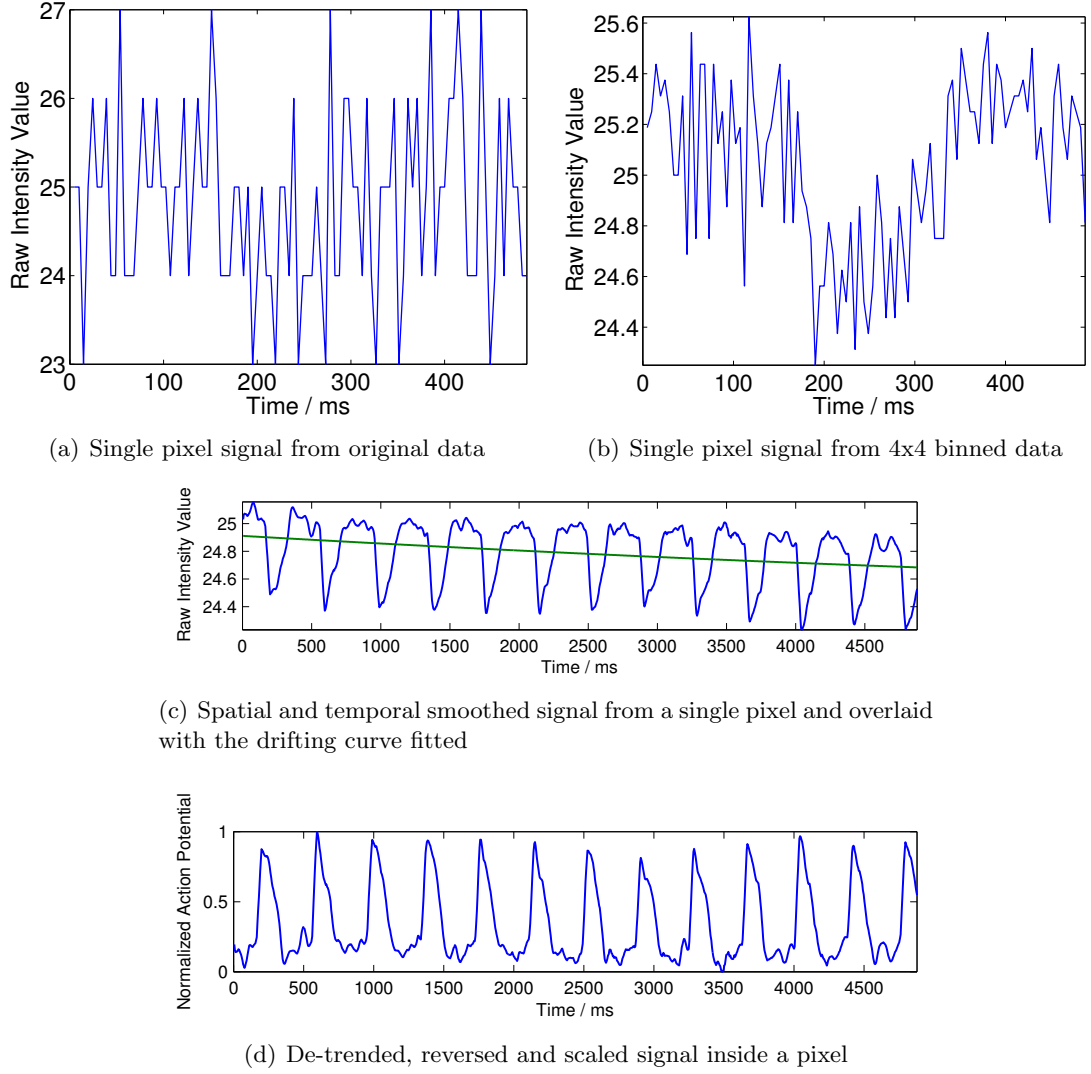 27
26
25
24
23
Raw Intensity Value
0 100 200 300 400
Time / ms
(a) Single pixel signal from original data
25.6
25.4
25.2
25
24.8
24.6
24.4
Raw Intensity Value
0 100 200 300 400
Time / ms
(b) Single pixel signal from 4x4 binned data
25
24.8
24.6
24.4
Raw Intensity Value
0 500 1000 1500 2000 2500 3000 3500 4000 4500
Time / ms
(c) Spatial and temporal smoothed signal from a single pixel and overlaid
with the drifting curve fitted
1
0.5
0
Normalized Action Potential
0 500 1000 1500 2000 2500 3000 3500 4000 4500
Time / ms
(d) De-trended, reversed and scaled signal inside a pixel